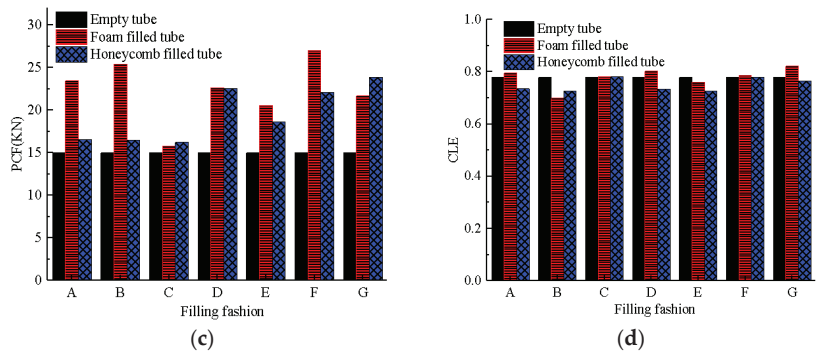 Empty tube
Foam filled tube
Honeycomb filled tube
30
25
20
15
10
5
0
PCF(KN)
A B C D E F G
Filling fashion
(c)
Empty tube
Foam filled tube
Honeycomb filled tube
1.0
0.8
0.6
0.4
0.2
0.0
CLE
A B C D E F G
Filling fashion
(d)